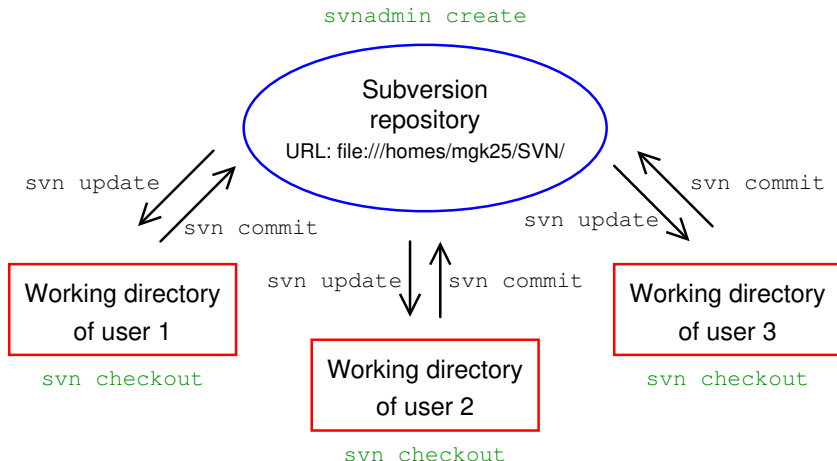 svnadmin create
Subversion
repository
URL: file:///homes/mgk25/SVN/
svn update
svn commit
svn commit
svn update
svn update
svn commit
Working directory
of user 1
svn checkout
Working directory
of user 2
svn checkout
Working directory
of user 3
svn checkout